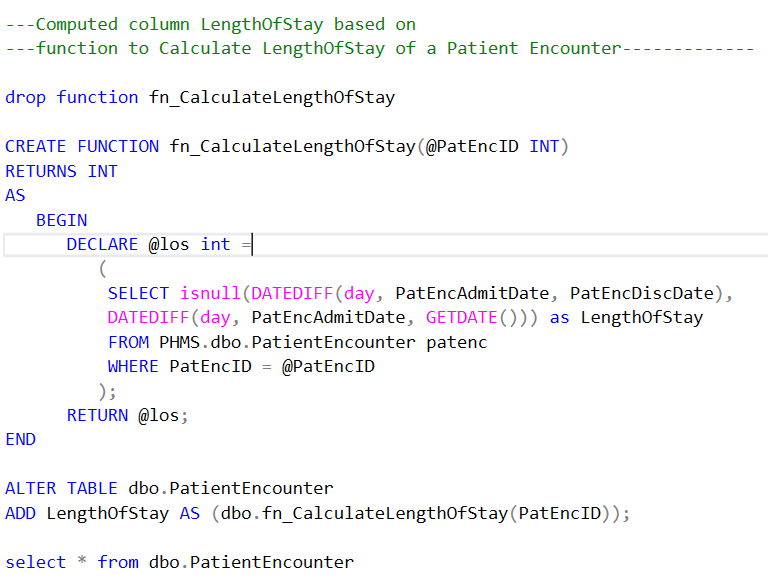 ---Computed column LengthOfStay based on
---function to Calculate LengthOfStay of a Patient Encounter-------------
drop function fn_CalculateLengthOfStay
CREATE FUNCTION fn_CalculateLengthOfStay(@PatEncID INT)
RETURNS INT
AS
BEGIN
DECLARE @los int =
(
SELECT isnull(DATEDIFF(day, PatEncAdmitDate, PatEncDiscDate),
DATEDIFF(day, PatEncAdmitDate, GETDATE())) as LengthOfStay
FROM PHMS.dbo.PatientEncounter patenc
WHERE PatEncID = @PatEncID
);
RETURN @los;
END
ALTER TABLE dbo.PatientEncounter
ADD LengthOfStay AS (dbo.fn_CalculateLengthOfStay(PatEncID));
select * from dbo.PatientEncounter